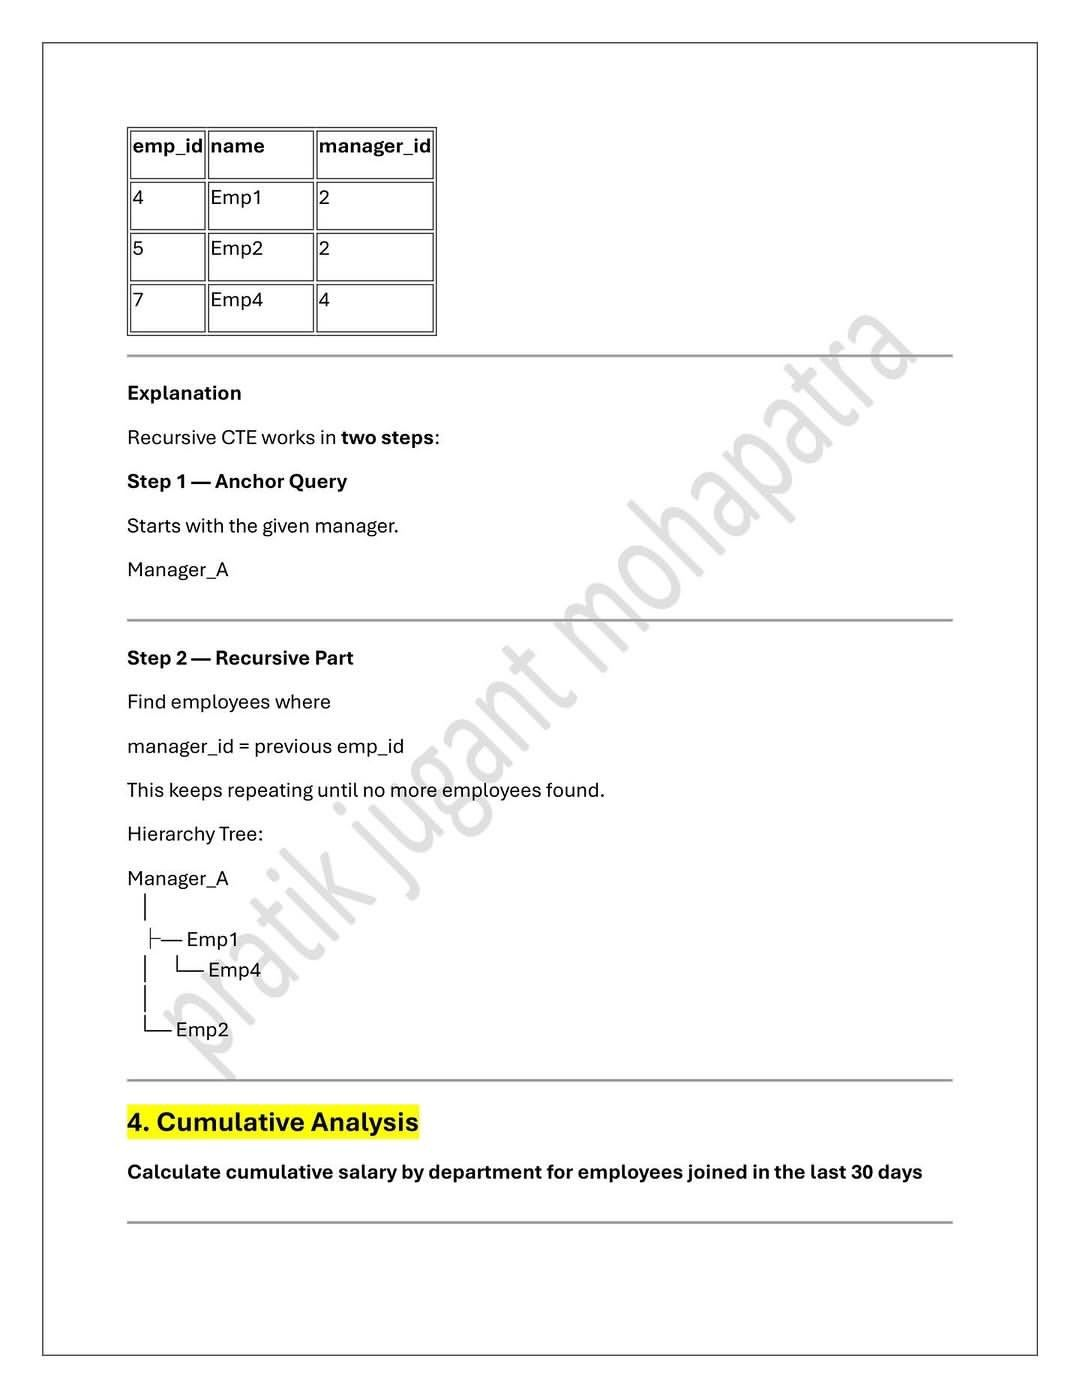 emp_id name manager_id
4 Emp1 2
5 Emp2 2
7 Emp4 4
Explanation
Recursive CTE works in two steps:
Step 1 — Anchor Query
Starts with the given manager.
Manager_A
Step 2 — Recursive Part
Find employees where
manager_id = previous emp_id
This keeps repeating until no more employees found.
Hierarchy Tree:
Manager_A
│
├── Emp1
│ └── Emp4
│
└── Emp2
4. Cumulative Analysis
Calculate cumulative salary by department for employees joined in the last 30 days
pratik jugant mohapatra